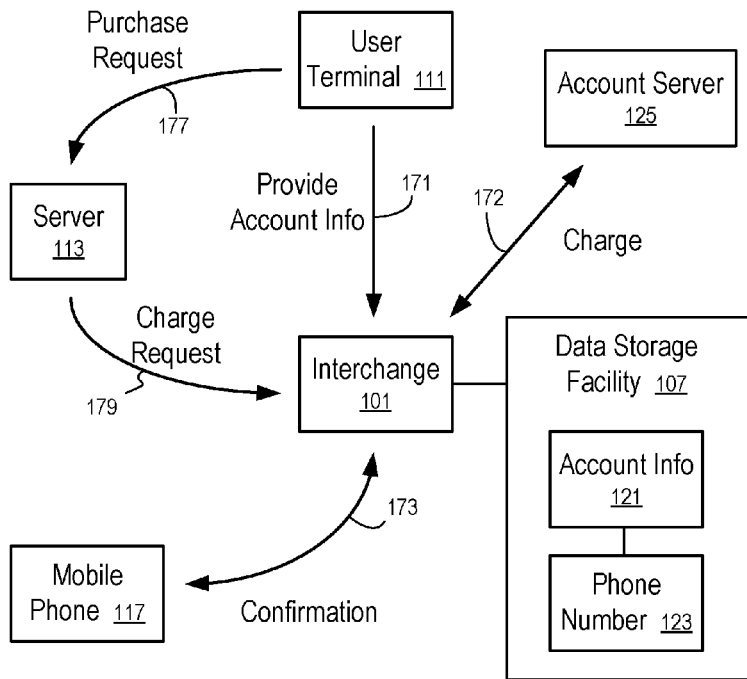 Purchase
Request
177
User
Terminal 111
Account Server
125
Server
113
Provide
Account Info
171
172
Charge
Charge
Request
179
Interchange
101
Data Storage
Facility 107
Account Info
121
Phone
Number 123
173
Mobile
Phone 117
Confirmation